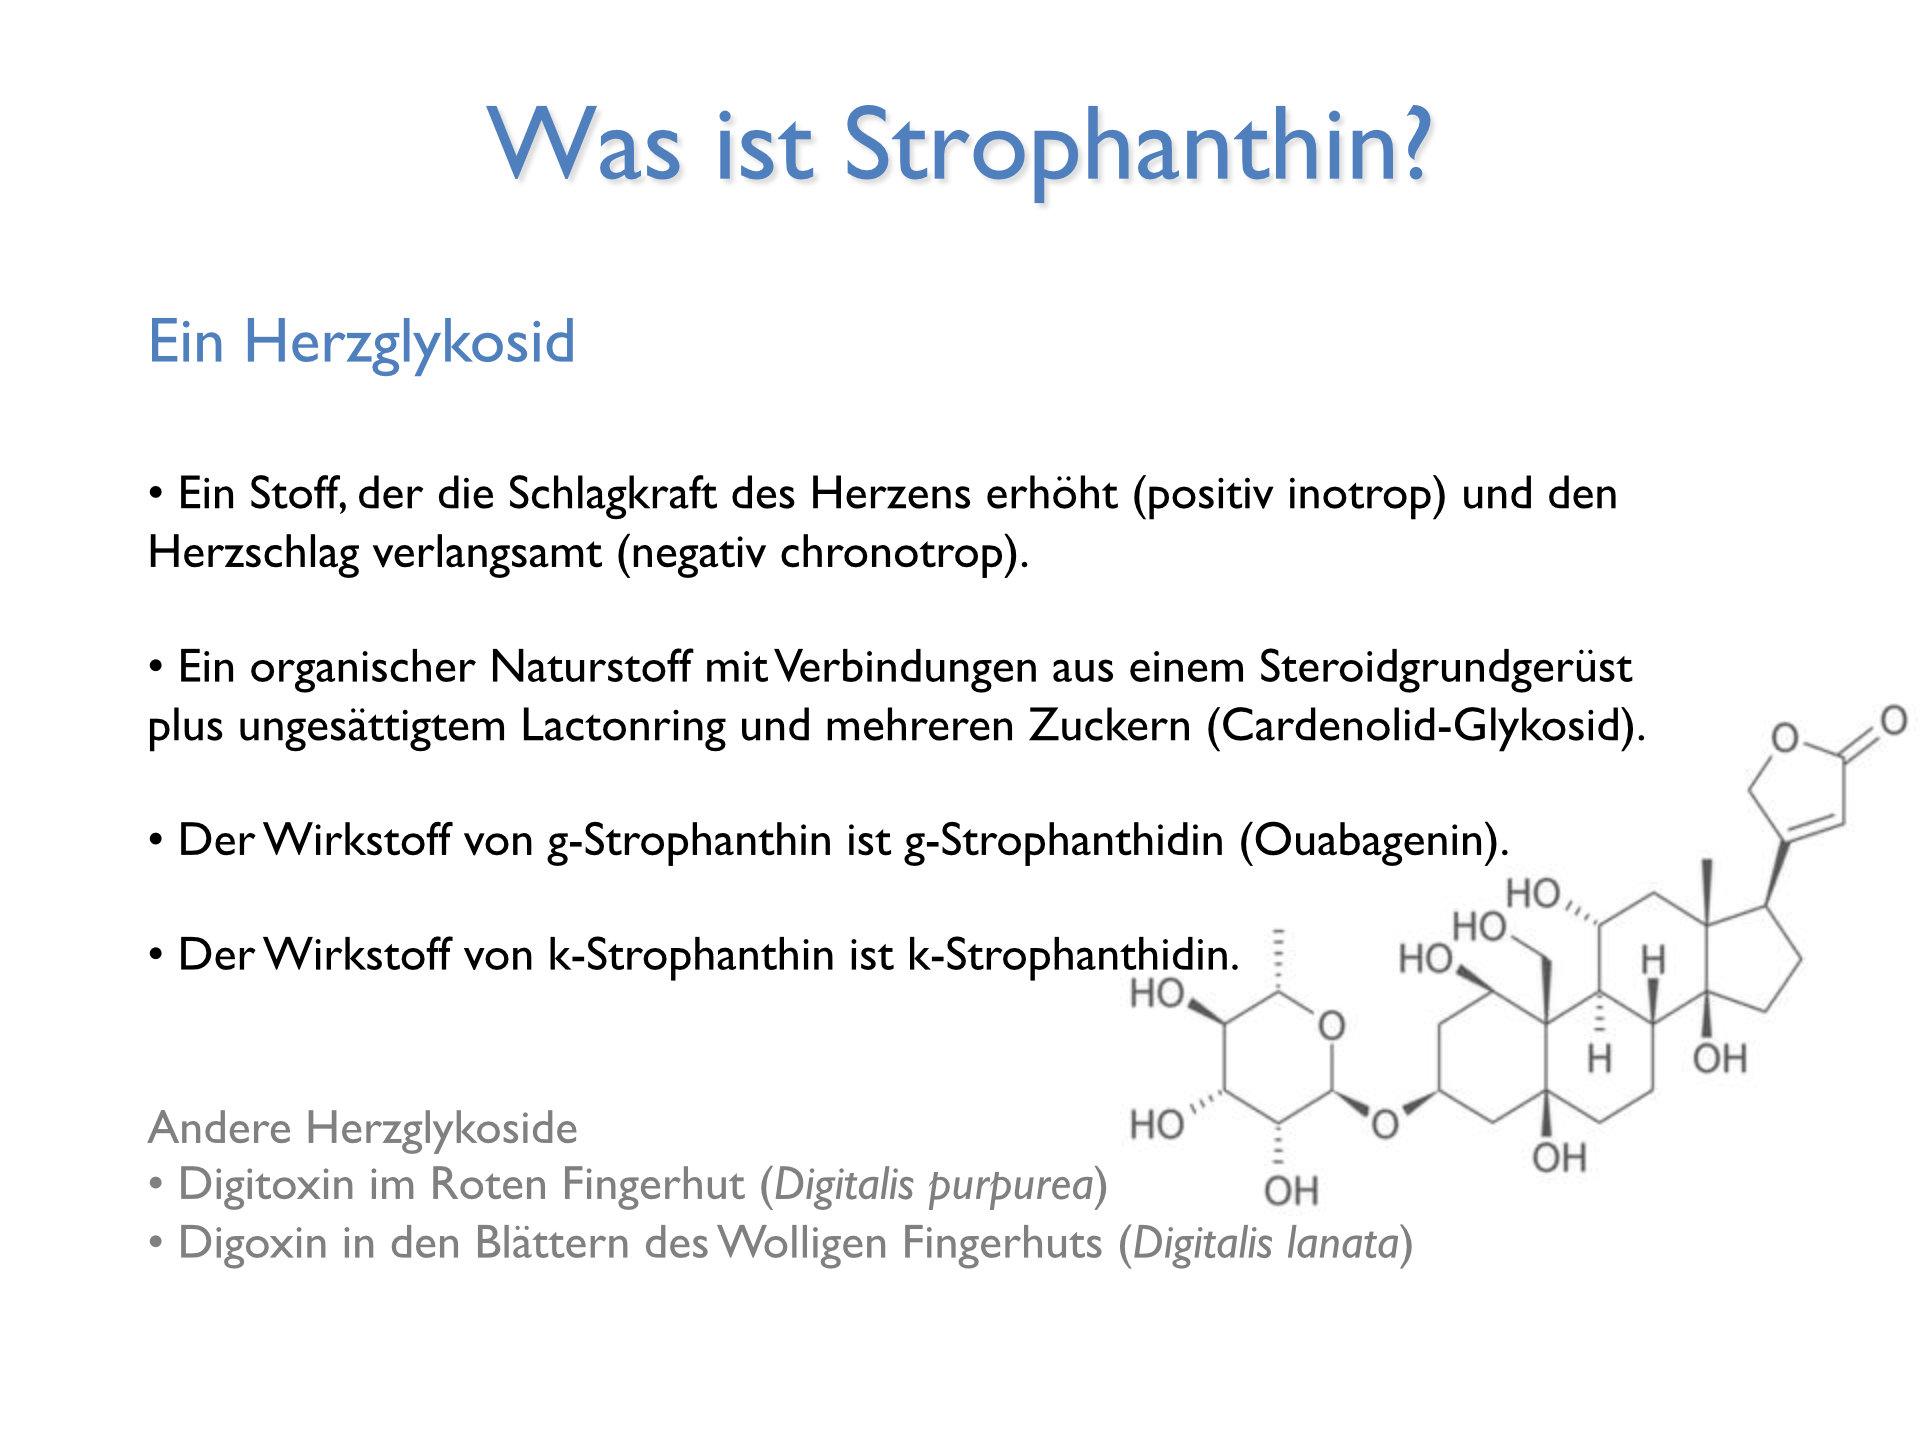 Was ist Strophanthin?
Ein Herzglykosid
• Ein Stoff, der die Schlagkraft des Herzens erhöht (positiv inotrop) und den
Herzschlag verlangsamt (negativ chronotrop).
• Ein organischer Naturstoff mit Verbindungen aus einem Steroidgrundgerüst
plus ungesättigtem Lactonring und mehreren Zuckern (Cardenolid-Glykosid).
• Der Wirkstoff von g-Strophanthin ist g-Strophanthidin (Ouabagenin).
• Der Wirkstoff von k-Strophanthin ist k-Strophanthidin.
Andere Herzglykoside
• Digitoxin im Roten Fingerhut (Digitalis purpurea)
• Digoxin in den Blättern des Wolligen Fingerhuts (Digitalis lanata)
O
O
HO
HO
HO
H
HO
O
H
OH
HO
O
OH
OH